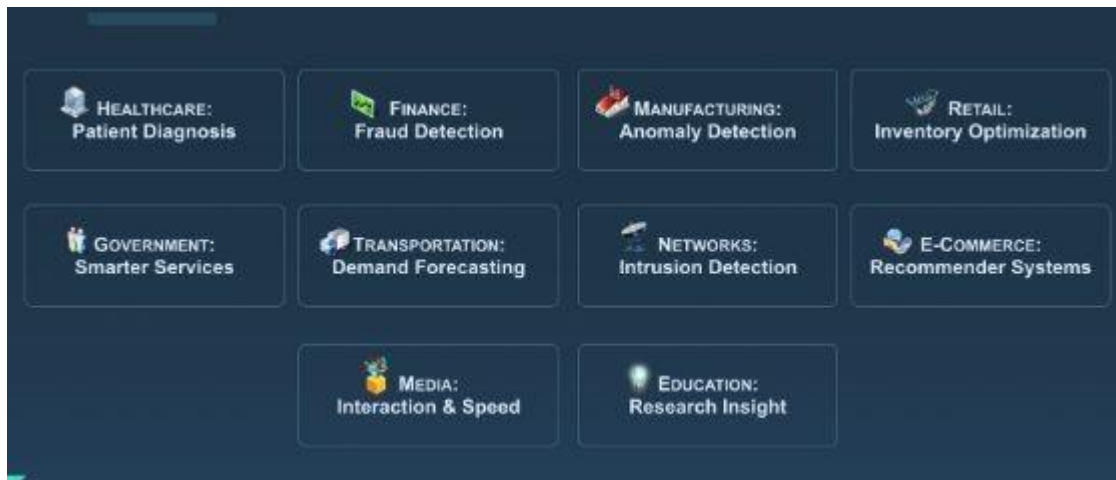 HEALTHCARE:
Patient Diagnosis
FINANCE:
Fraud Detection
MANUFACTURING:
Anomaly Detection
RETAIL:
Inventory Optimization
GOVERNMENT:
Smarter Services
TRANSPORTATION:
Demand Forecasting
NETWORKS:
Intrusion Detection
E-COMMERCE:
Recommender Systems
MEDIA:
Interaction & Speed
EDUCATION:
Research Insight